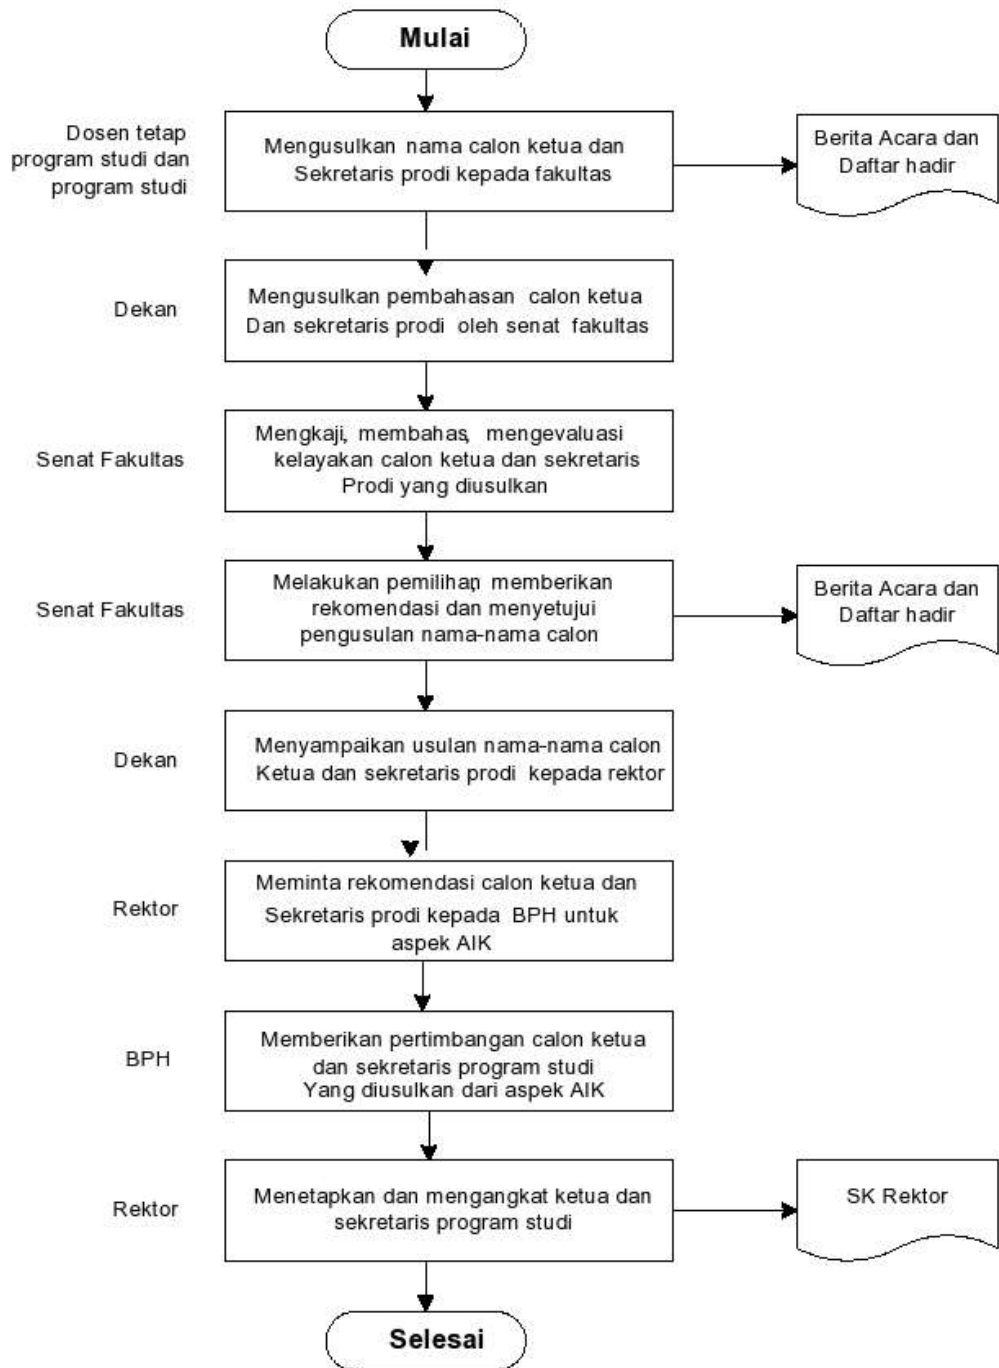 Mulai
Dosen tetap
program studi dan
program studi
Mengusulkan nama calon ketua dan
Sekretaris prodi kepada fakultas
Berita Acara dan
Daftar hadir
Dekan
Mengusulkan pembahasan calon ketua
Dan sekretaris prodi oleh senat fakultas
Senat Fakultas
Mengkaji, membahas, mengevaluasi
kelayakan calon ketua dan sekretaris
Prodi yang diusulkan
Senat Fakultas
Melakukan pemilihan, memberikan
rekomendasi dan menyetujui
pengusulan nama-nama calon
Berita Acara dan
Daftar hadir
Dekan
Menyampaikan usulan nama-nama calon
Ketua dan sekretaris prodi kepada rektor
Rektor
Meminta rekomendasi calon ketua dan
Sekretaris prodi kepada BPH untuk
aspek AIK
BPH
Memberikan pertimbangan calon ketua
dan sekretaris program studi
Yang diusulkan dari aspek AIK
Rektor
Menetapkan dan mengangkat ketua dan
sekretaris program studi
SK Rektor
Selesai